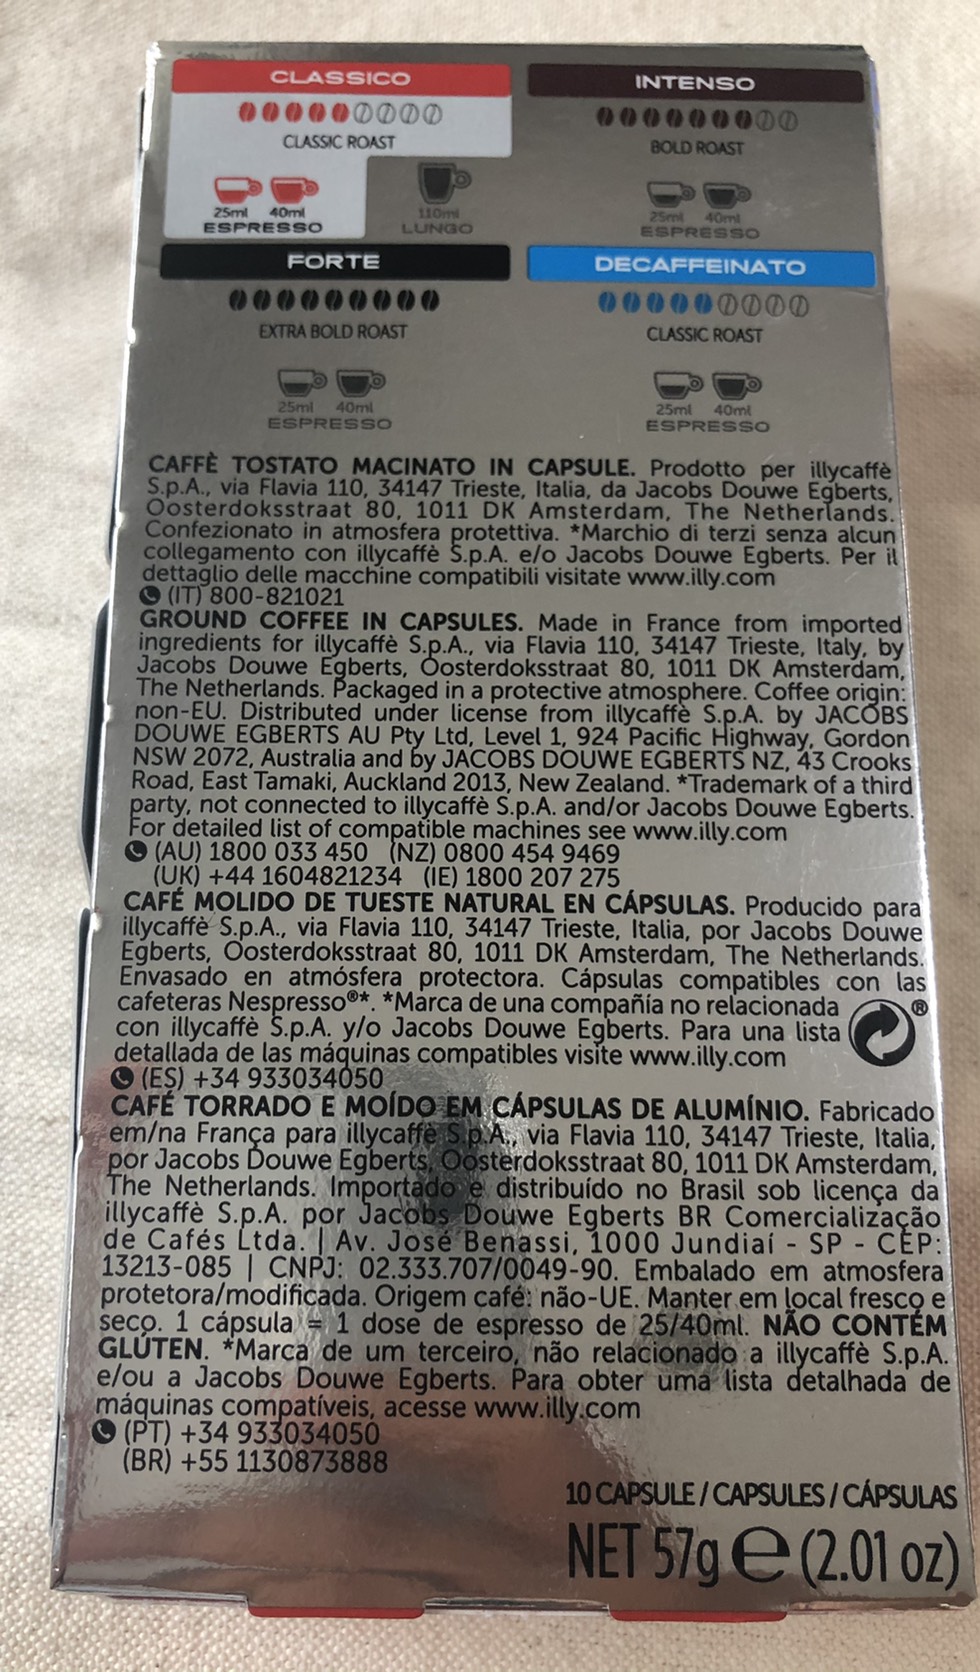 CLASSICO
CLASSIC ROAST
25ml 40ml
ESPRESSO
110ml
LUNGO
INTENSO
BOLD ROAST
25ml 40ml
ESPRESSO
FORTE
EXTRA BOLD ROAST
25ml 40ml
ESPRESSO
DECAFFEINATO
CLASSIC ROAST
25ml 40ml
ESPRESSO
CAFFÈ TOSTATO MACINATO IN CAPSULE. Prodotto per illycaffè
S.p.A., via Flavia 110, 34147 Trieste, Italia, da Jacobs Douwe Egberts,
Oosterdoksstraat 80, 1011 DK Amsterdam, The Netherlands.
Confezionato in atmosfera protettiva. *Marchio di terzi senza alcun
collegamento con illycaffè S.p.A. e/o Jacobs Douwe Egberts. Per il
dettaglio delle macchine compatibili visitate www.illy.com
(IT) 800-821021
GROUND COFFEE IN CAPSULES. Made in France from imported
ingredients for illycaffè S.p.A., via Flavia 110, 34147 Trieste, Italy, by
Jacobs Douwe Egberts, Oosterdoksstraat 80, 1011 DK Amsterdam,
The Netherlands. Packaged in a protective atmosphere. Coffee origin:
non-EU. Distributed under license from illycaffè S.p.A. by JACOBS
DOUWE EGBERTS AU Pty Ltd, Level 1, 924 Pacific Highway, Gordon
NSW 2072, Australia and by JACOBS DOUWE EGBERTS NZ, 43 Crooks
Road, East Tamaki, Auckland 2013, New Zealand. *Trademark of a third
party, not connected to illycaffè S.p.A. and/or Jacobs Douwe Egberts.
For detailed list of compatible machines see www.illy.com
(AU) 1800 033 450 (NZ) 0800 454 9469
(UK) +44 1604821234 (IE) 1800 207 275
CAFÉ MOLIDO DE TUESTE NATURAL EN CÁPSULAS. Producido para
illycaffè S.p.A., via Flavia 110, 34147 Trieste, Italia, por Jacobs Douwe
Egberts, Oosterdoksstraat 80, 1011 DK Amsterdam, The Netherlands.
Envasado en atmósfera protectora. Cápsulas compatibles con las
cafeteras Nespresso®*. *Marca de una compañía no relacionada
con illycaffè S.p.A. y/o Jacobs Douwe Egberts. Para una lista
detallada de las máquinas compatibles visite www.illy.com
(ES) +34 933034050
CAFÉ TORRADO E MOÍDO EM CÁPSULAS DE ALUMÍNIO. Fabricado
em/na França para illycaffè S.p.A., via Flavia 110, 34147 Trieste, Italia,
por Jacobs Douwe Egberts, Oosterdoksstraat 80, 1011 DK Amsterdam,
The Netherlands. Importado e distribuído no Brasil sob licença da
illycaffè S.p.A. por Jacobs Douwe Egberts BR Comercialização
de Cafés Ltda. | Av. José Benassi, 1000 Jundiaí - SP - CEP:
13213-085 | CNPJ: 02.333.707/0049-90. Embalado em atmosfera
protetora/modificada. Origem café: não-UE. Manter em local fresco e
seco. 1 cápsula = 1 dose de espresso de 25/40ml. NÃO CONTÉM
GLÚTEN. *Marca de um terceiro, não relacionado a illycaffè S.p.A.
e/ou a Jacobs Douwe Egberts. Para obter uma lista detalhada de
máquinas compatíveis, acesse www.illy.com
(PT) +34 933034050
(BR) +55 1130873888
10 CAPSULE / CAPSULES / CÁPSULAS
NET 57g ℮ (2.01 oz)